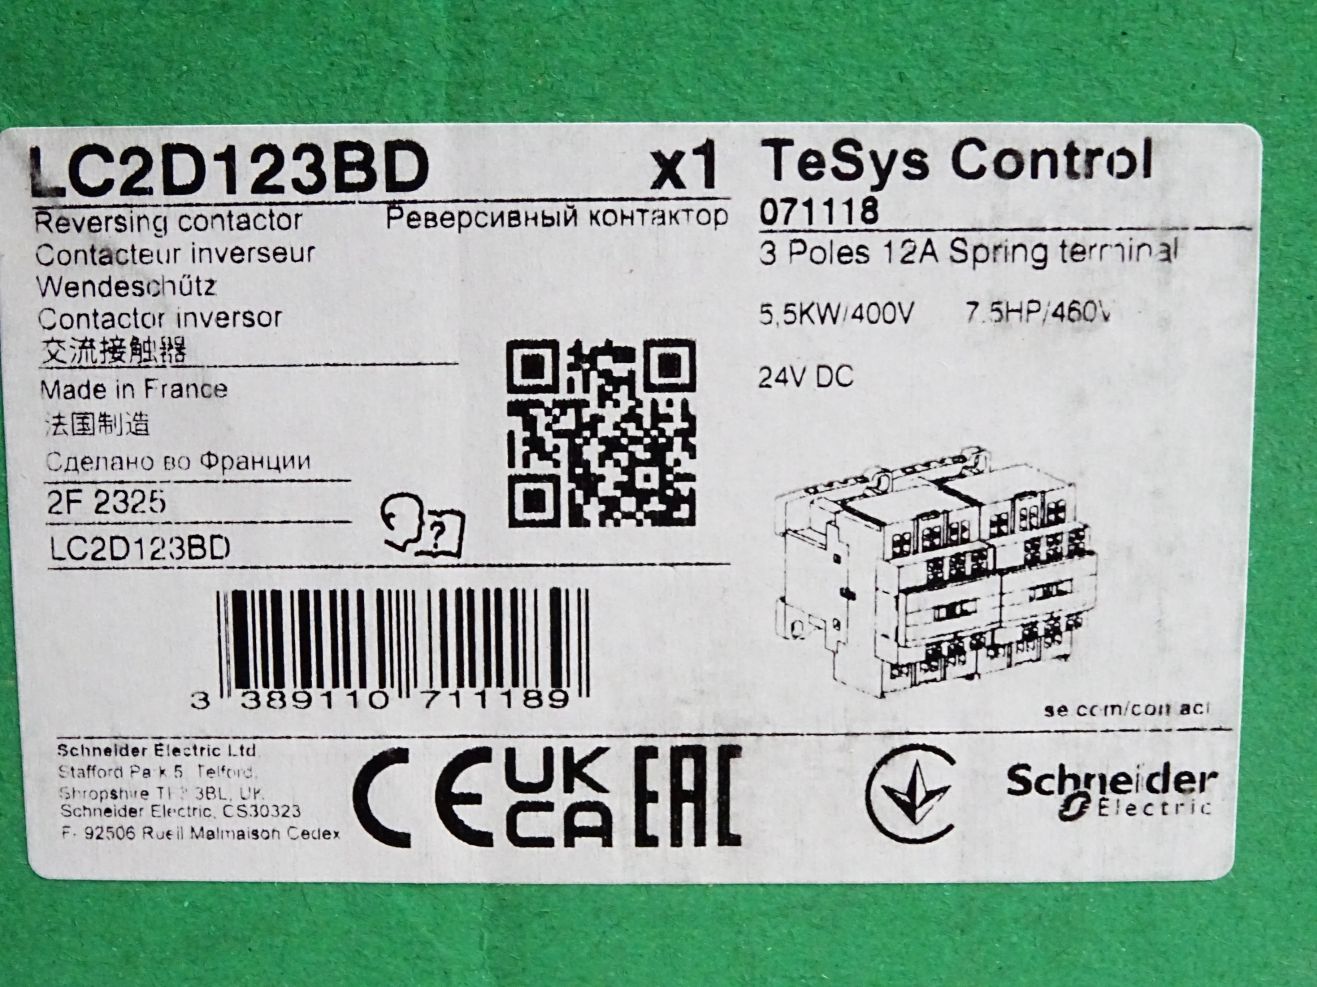 LC2D123BD x1
Reversing contactor Реверсивный контактор
Contacteur inverseur
Wendeschütz
Contactor inversor
交流接触器
Made in France
法国制造
Сделано во Франции
2F 2325
LC2D123BD
?
3 389110 711189
TeSys Control
071118
3 Poles 12A Spring terminal
5,5KW/400V 7.5HP/460V
24V DC
se.com/contact
Schneider Electric Ltd
Stafford Park 5, Telford,
Shropshire 3BL, UK.
Schneider Electric, CS30323
F- 92506 Rueil Malmaison Cedex
CE UK CA EAC
Schneider
Electric